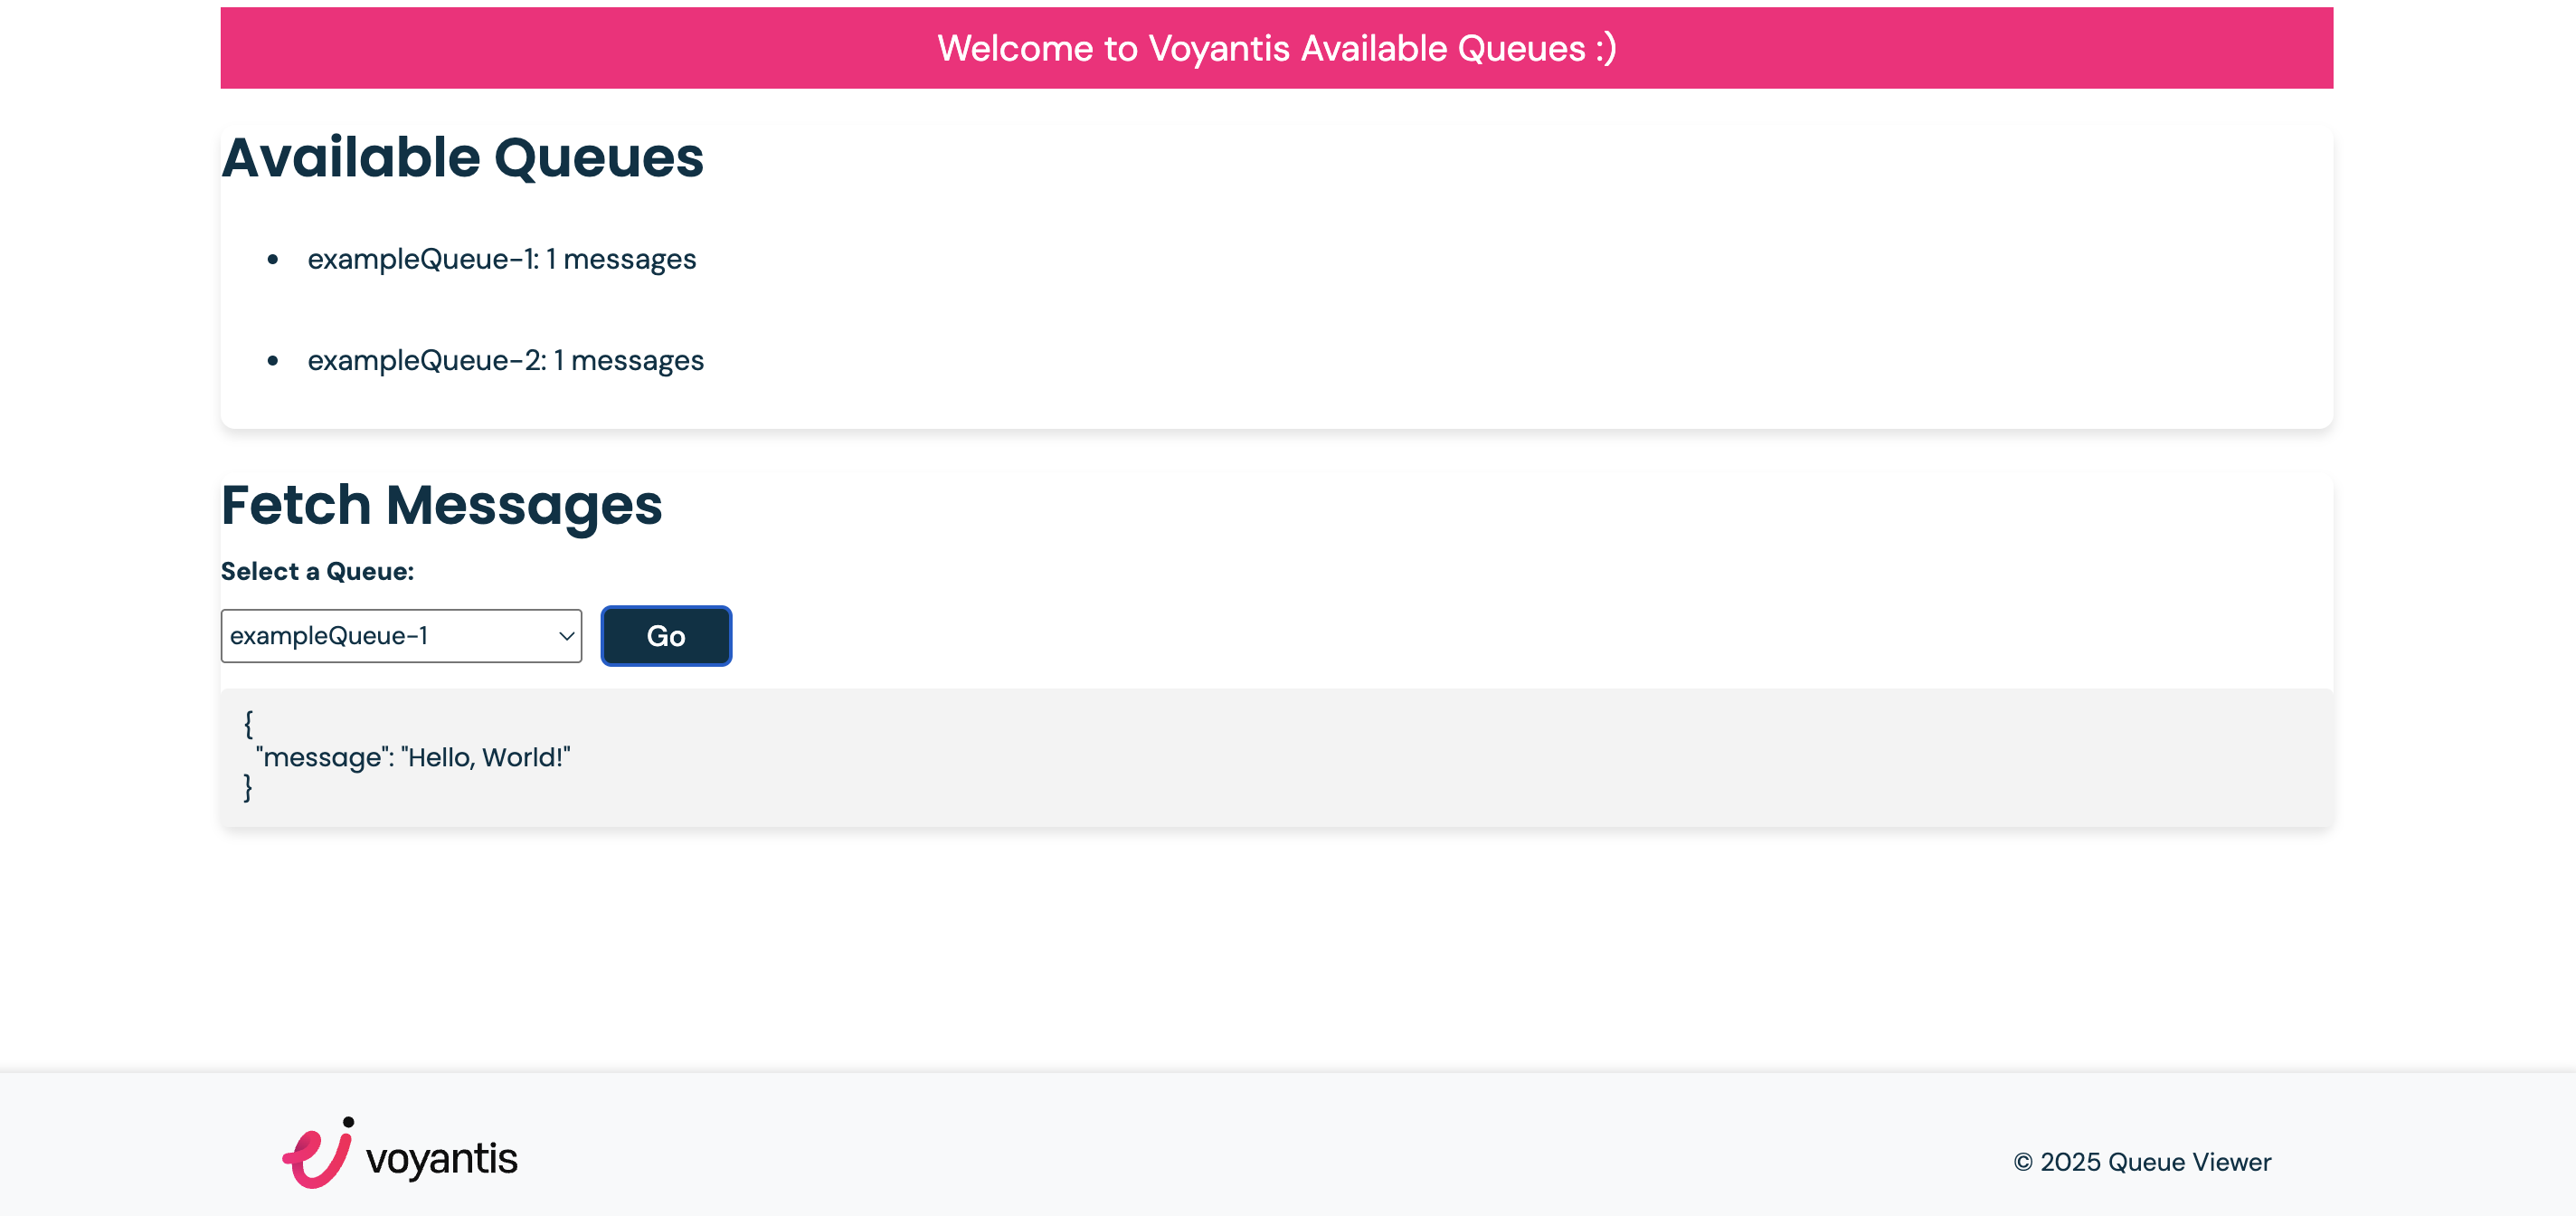 Welcome to Voyantis Available Queues :)
Available Queues
• exampleQueue-1: 1 messages
• exampleQueue-2: 1 messages
Fetch Messages
Select a Queue:
exampleQueue-1 Go
{
"message": "Hello, World!"
}
voyantis © 2025 Queue Viewer